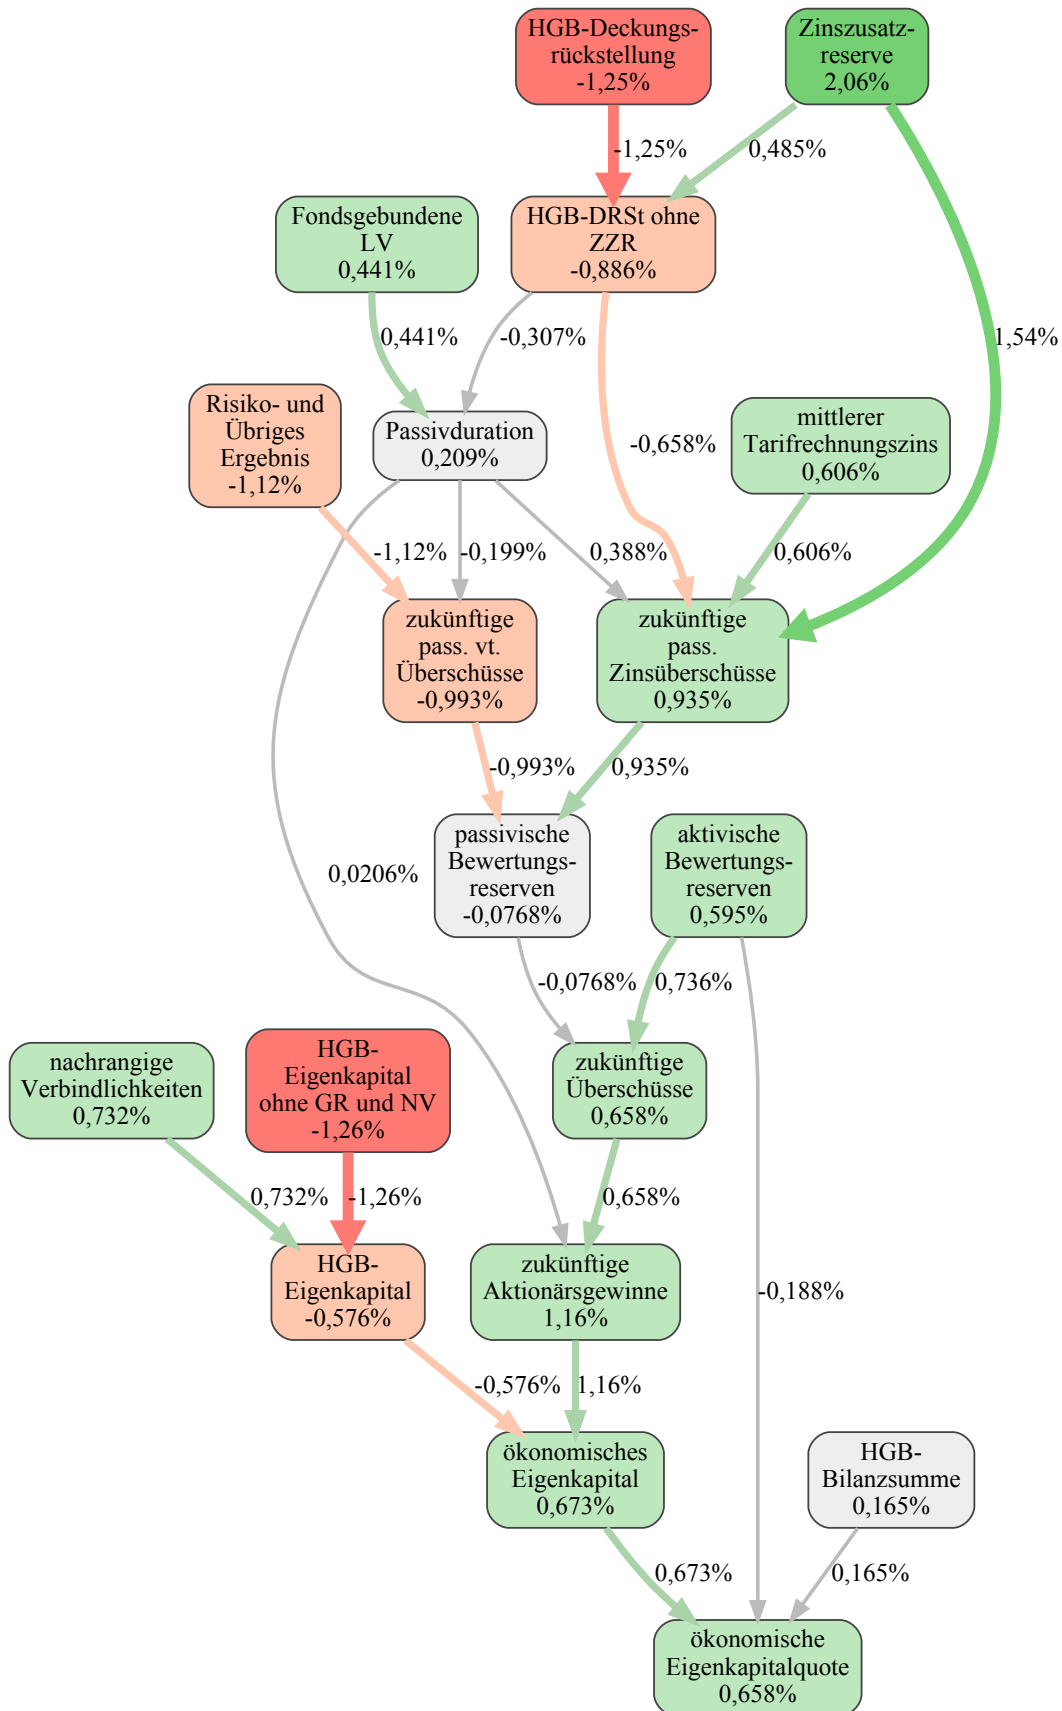 HGB-Deckungs-
rückstellung
-1,25%
Zinszusatz-
reserve
2,06%
-1,25%
0,485%
Fondsgebundene
LV
0,441%
HGB-DRSt ohne
ZZR
-0,886%
0,441%
-0,307%
1,54%
Risiko- und
Übriges
Ergebnis
-1,12%
Passivduration
0,209%
-0,658%
mittlerer
Tarifrechnungszins
0,606%
-1,12%
-0,199%
0,388%
0,606%
zukünftige
pass. vt.
Überschüsse
-0,993%
zukünftige
pass.
Zinsüberschüsse
0,935%
-0,993%
0,935%
0,0206%
passivische
Bewertungs-
reserven
-0,0768%
aktivische
Bewertungs-
reserven
0,595%
-0,0768%
0,736%
nachrangige
Verbindlichkeiten
0,732%
HGB-
Eigenkapital
ohne GR und NV
-1,26%
zukünftige
Überschüsse
0,658%
0,732%
-1,26%
0,658%
HGB-
Eigenkapital
-0,576%
zukünftige
Aktionärsgewinne
1,16%
-0,188%
-0,576%
1,16%
ökonomisches
Eigenkapital
0,673%
HGB-
Bilanzsumme
0,165%
0,673%
0,165%
ökonomische
Eigenkapitalquote
0,658%